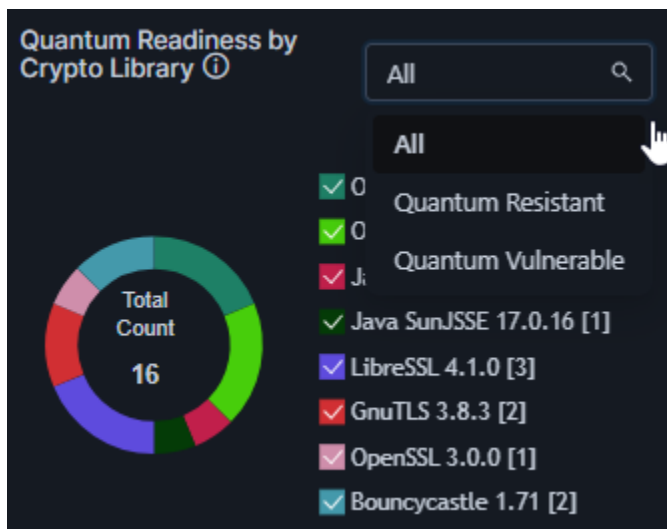 Quantum Readiness by
Crypto Library ⓘ
All
All
Quantum Resistant
Quantum Vulnerable
Total
Count
16
Java SunJSSE 17.0.16 [1]
LibreSSL 4.1.0 [3]
GnuTLS 3.8.3 [2]
OpenSSL 3.0.0 [1]
Bouncycastle 1.71 [2]